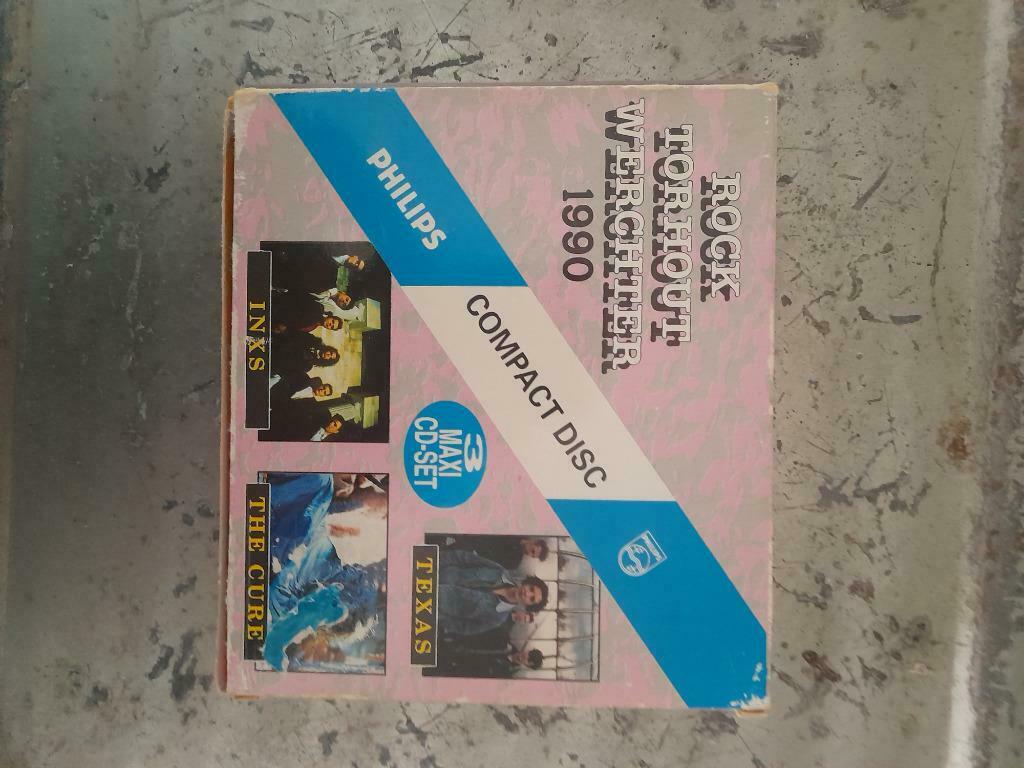 ROCK
TORHOUT
WERCHTER
1990
PHILIPS
COMPACT DISC
3
MAXI
CD-SET
TEXAS
INXS
THE CURE